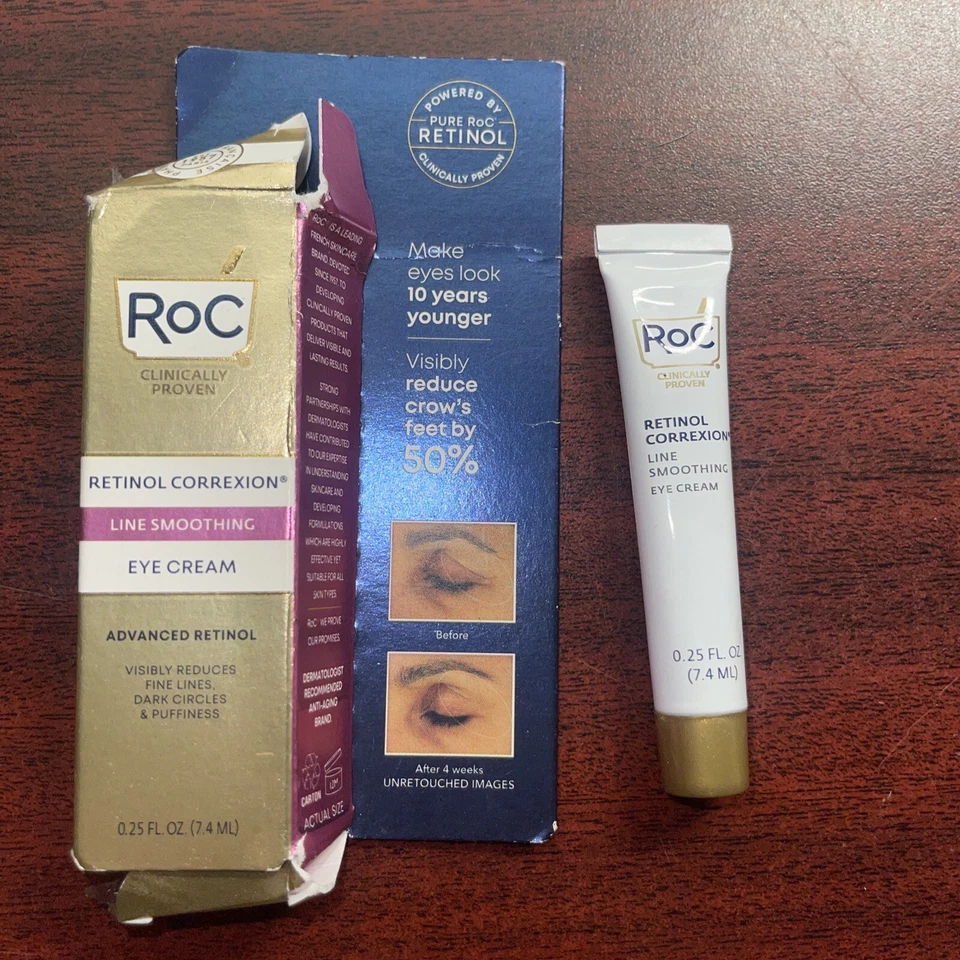 1957
RoC
CLINICALLY
PROVEN
RETINOL CORREXION®
LINE SMOOTHING
EYE CREAM
ADVANCED RETINOL
VISIBLY REDUCES
FINE LINES,
DARK CIRCLES
& PUFFINESS
0.25 FL. OZ. (7.4 ML)
RoC® IS A LEADING
FRENCH SKINCARE
BRAND DEVOTED
SINCE 1957, TO
DEVELOPING
CLINICALLY PROVEN
PRODUCTS THAT
DELIVER VISIBLE AND
LASTING RESULTS.
STRONG
PARTNERSHIPS WITH
DERMATOLOGISTS
HAVE CONTRIBUTED
TO OUR EXPERTISE
IN UNDERSTANDING
SKINCARE AND
DEVELOPING
FORMULATIONS
WHICH ARE HIGHLY
EFFECTIVE YET
SUITABLE FOR ALL
SKIN TYPES.
RoC® WE PROVE
OUR PROMISES.
DERMATOLOGIST
RECOMMENDED
ANTI-AGING
BRAND.
CARTON
12M
ACTUAL SIZE
POWERED BY
PURE RoC®
RETINOL
CLINICALLY PROVEN
Make
eyes look
10 years
younger
Visibly
reduce
crow's
feet by
50%
Before
After 4 weeks
UNRETOUCHED IMAGES
RoC
CLINICALLY
PROVEN
RETINOL
CORREXION®
LINE
SMOOTHING
EYE CREAM
0.25 FL. OZ.
(7.4 ML)